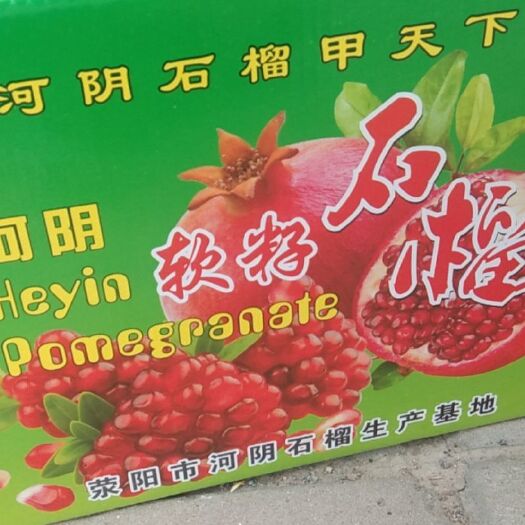 河阴石榴甲天下
河阴
Heyin
软籽石榴
Pomegranate
荥阳市河阴石榴生产基地